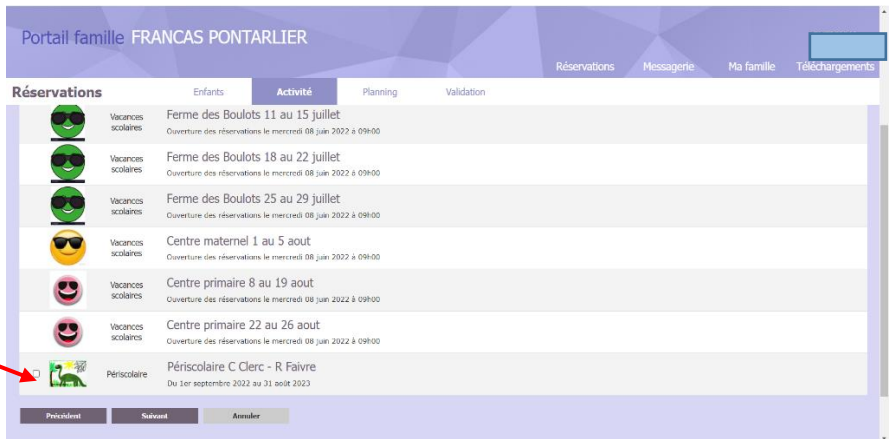 Portail famille FRANCAS PONTARLIER
Réservations Messagerie Ma famille Téléchargements
Réservations Enfants Activité Planning Validation
Vacances scolaires Ferme des Boulots 11 au 15 juillet
Ouverture des réservations le mercredi 08 juin 2022 à 09h00
Vacances scolaires Ferme des Boulots 18 au 22 juillet
Ouverture des réservations le mercredi 08 juin 2022 à 09h00
Vacances scolaires Ferme des Boulots 25 au 29 juillet
Ouverture des réservations le mercredi 08 juin 2022 à 09h00
Vacances scolaires Centre maternel 1 au 5 aout
Ouverture des réservations le mercredi 08 juin 2022 à 09h00
Vacances scolaires Centre primaire 8 au 19 aout
Ouverture des réservations le mercredi 08 juin 2022 à 09h00
Vacances scolaires Centre primaire 22 au 26 aout
Ouverture des réservations le mercredi 08 juin 2022 à 09h00
Périscolaire Périscolaire C Clerc - R Faivre
Du 1er septembre 2022 au 31 août 2023
Précédent Suivant Annuler